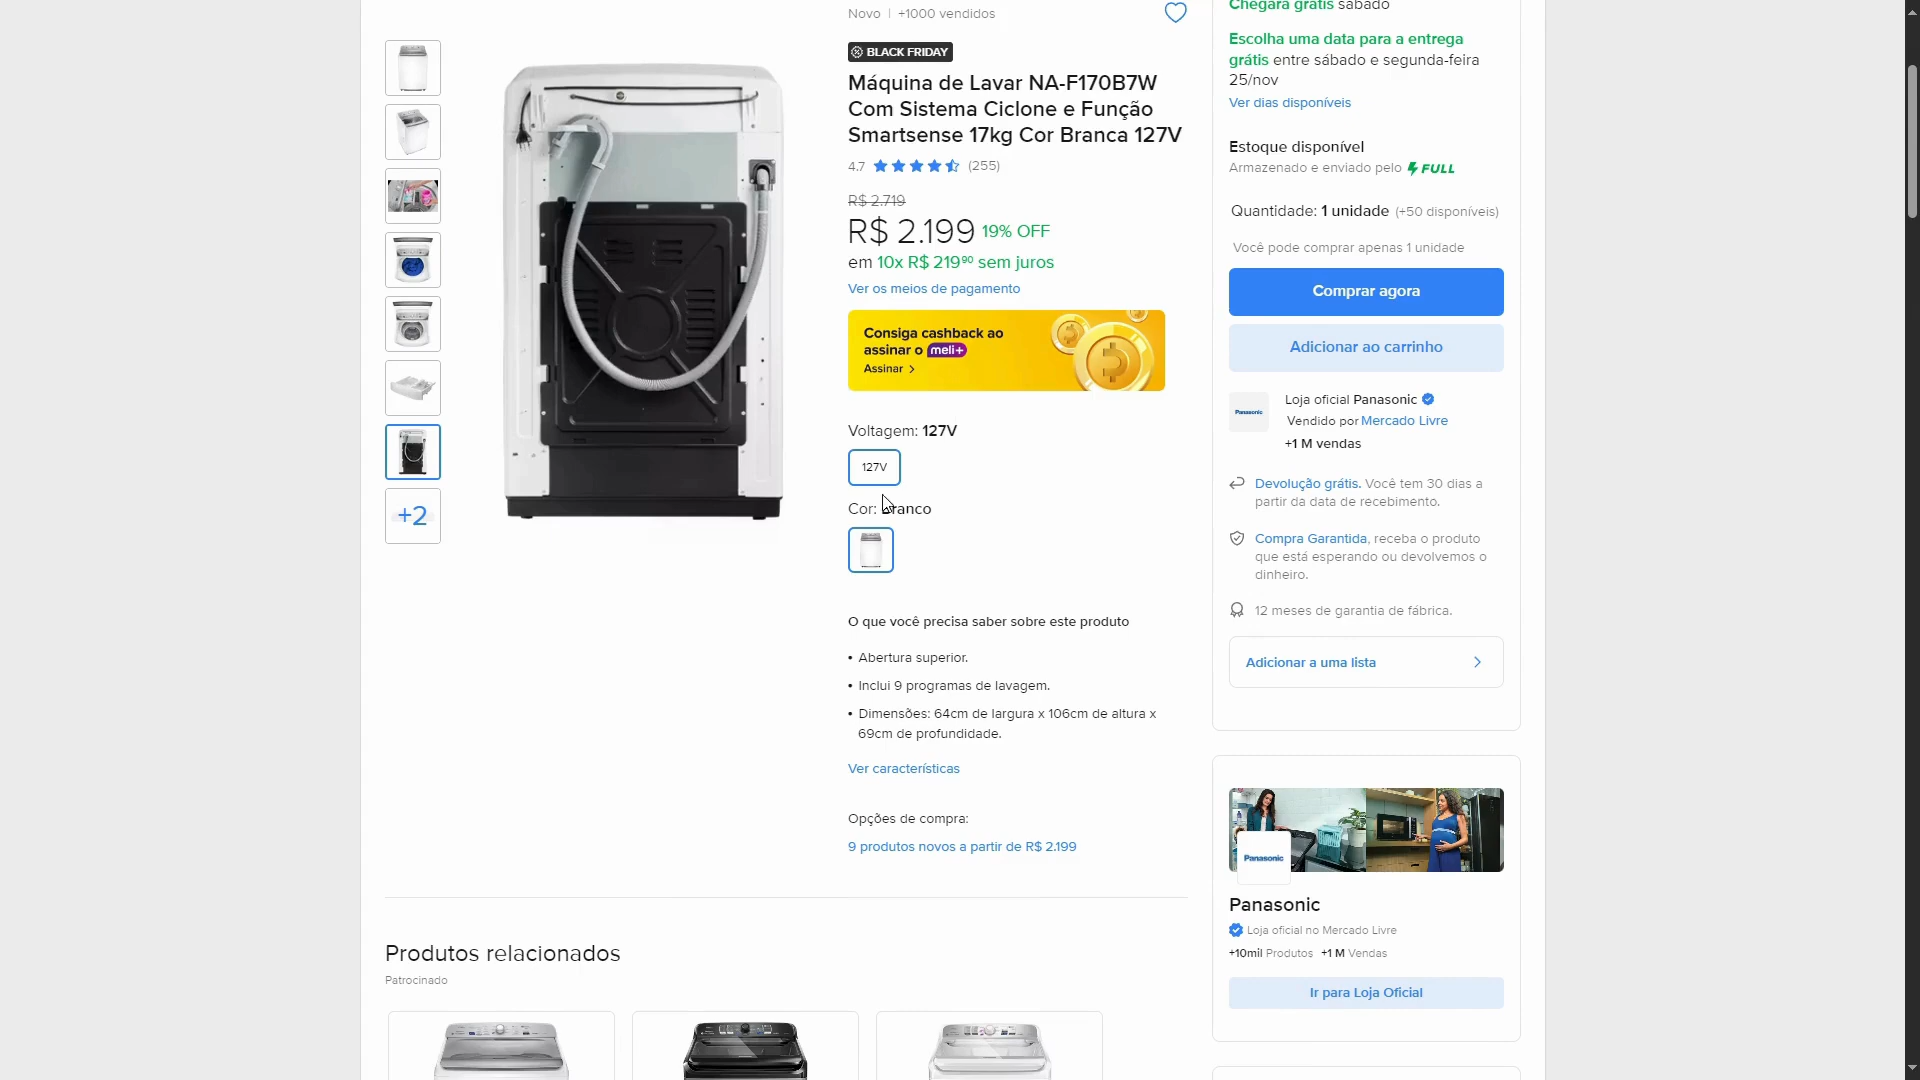 Novo | +1000 vendidos
BLACK FRIDAY
Máquina de Lavar NA-F170B7W
Com Sistema Ciclone e Função
Smartsense 17kg Cor Branca 127V
4.7 (255)
R$ 2.719
R$ 2.199 19% OFF
em 10x R$ 219⁹⁰ sem juros
Ver os meios de pagamento
Consiga cashback ao
assinar o meli+
Assinar >
Voltagem: 127V
127V
Cor: Branco
+2
O que você precisa saber sobre este produto
• Abertura superior.
• Inclui 9 programas de lavagem.
• Dimensões: 64cm de largura x 106cm de altura x
69cm de profundidade.
Ver características
Opções de compra:
9 produtos novos a partir de R$ 2.199
Produtos relacionados
Patrocinado
Chegará grátis sábado
Escolha uma data para a entrega
grátis entre sábado e segunda-feira
25/nov
Ver dias disponíveis
Estoque disponível
Armazenado e enviado pelo FULL
Quantidade: 1 unidade (+50 disponíveis)
Você pode comprar apenas 1 unidade
Comprar agora
Adicionar ao carrinho
Panasonic
Loja oficial Panasonic
Vendido por Mercado Livre
+1 M vendas
Devolução grátis. Você tem 30 dias a
partir da data de recebimento.
Compra Garantida, receba o produto
que está esperando ou devolvemos o
dinheiro.
12 meses de garantia de fábrica.
Adicionar a uma lista
Panasonic
Panasonic
Loja oficial no Mercado Livre
+10mil Produtos +1 M Vendas
Ir para Loja Oficial